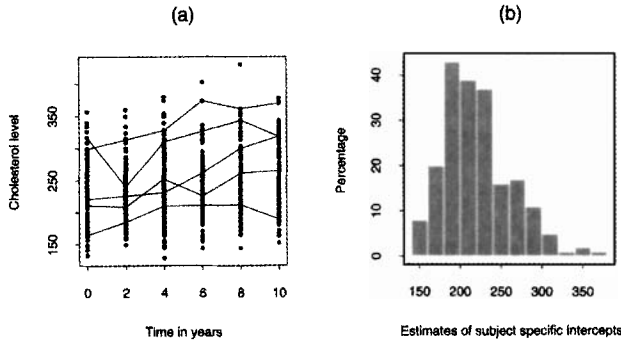 (a)
Cholesterol level
350
250
150
0 2 4 6 8 10
Time in years
(b)
Percentage
40
30
20
10
0
150 200 250 300 350
Estimates of subject specific intercepts